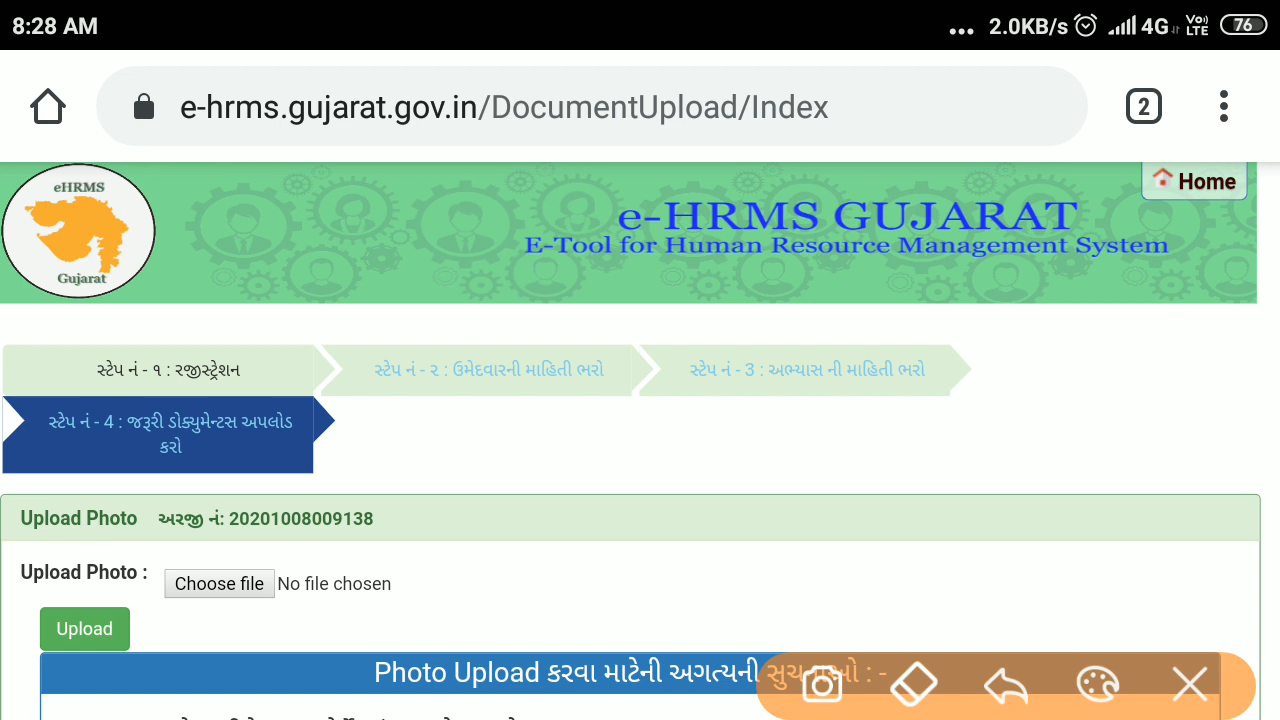 8:28 AM
... 2.0KB/s 4G Vo) LTE 76
e-hrms.gujarat.gov.in/DocumentUpload/Index
2
eHRMS
Gujarat
Home
e-HRMS GUJARAT
E-Tool for Human Resource Management System
સ્ટેપ નં - ૧ : રજીસ્ટ્રેશન
સ્ટેપ નં - ૨ : ઉમેદવારની માહિતી ભરો
સ્ટેપ નં - 3 : અભ્યાસ ની માહિતી ભરો
સ્ટેપ નં - 4 : જરૂરી ડોક્યુમેન્ટસ અપલોડ
કરો
Upload Photo અરજી નં: 20201008009138
Upload Photo :
Choose file No file chosen
Upload
Photo Upload કરવા માટેની અગત્યની સુચનાઓ : -